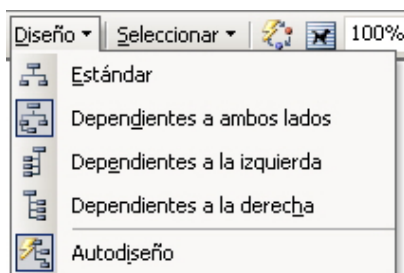 Diseño Seleccionar 100%
Estándar
Dependientes a ambos lados
Dependientes a la izquierda
Dependientes a la derecha
Autodiseño